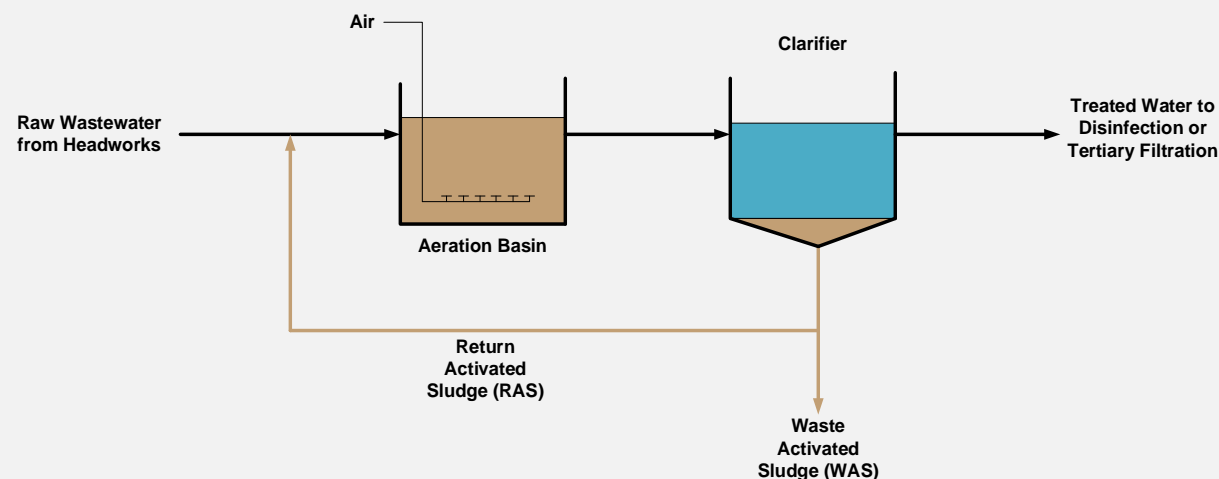 Air
Clarifier
Raw Wastewater
from Headworks
Treated Water to
Disinfection or
Tertiary Filtration
Aeration Basin
Return
Activated
Sludge (RAS)
Waste
Activated
Sludge (WAS)